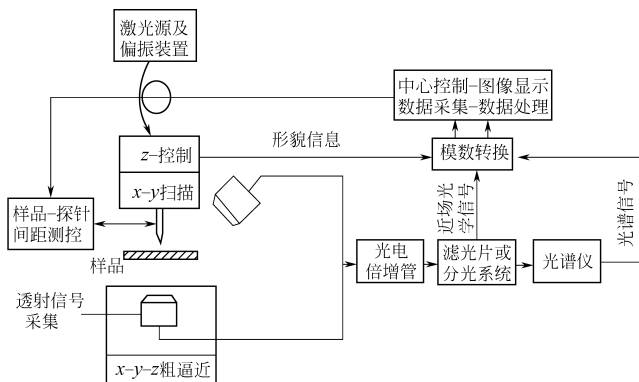 激光源及
偏振装置
中心控制–图像显示
数据采集–数据处理
z–控制
形貌信息
模数转换
x–y扫描
样品–探针
间距测控
近场光
学信号
光谱信号
样品
光电
倍增管
滤光片或
分光系统
光谱仪
透射信号
采集
x–y–z粗逼近